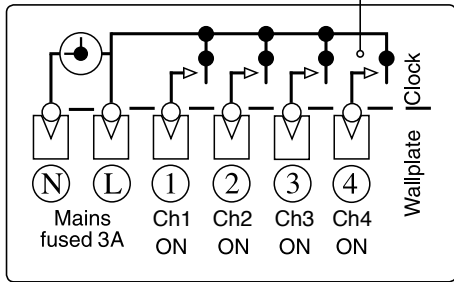 Clock
Wallplate
N L 1 2 3 4
Mains Ch1 Ch2 Ch3 Ch4
fused 3A ON ON ON ON